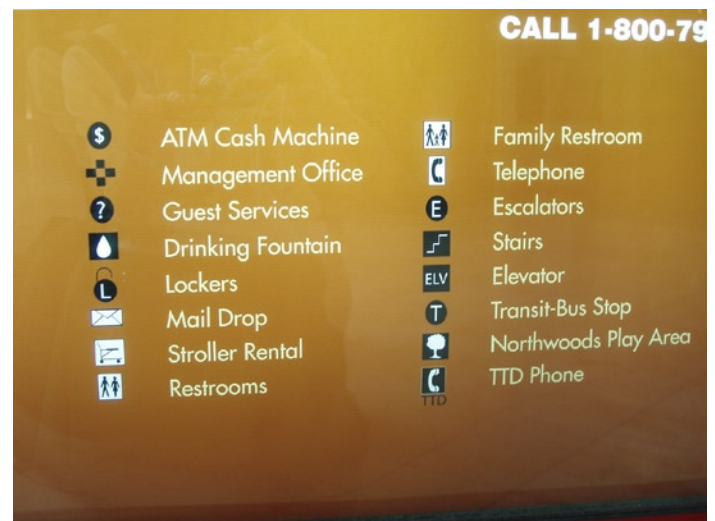 CALL 1-800-79
$ ATM Cash Machine
Management Office
? Guest Services
Drinking Fountain
L Lockers
Mail Drop
Stroller Rental
Restrooms
Family Restroom
Telephone
E Escalators
Stairs
ELV Elevator
T Transit-Bus Stop
Northwoods Play Area
TTD Phone
TTD